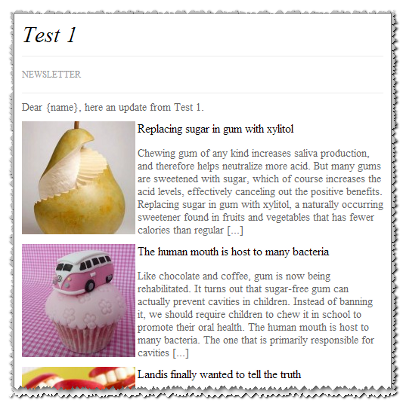 Test 1
NEWSLETTER
Dear {name}, here an update from Test 1.
Replacing sugar in gum with xylitol
Chewing gum of any kind increases saliva production,
and therefore helps neutralize more acid. But many gums
are sweetened with sugar, which of course increases the
acid levels, effectively canceling out the positive benefits.
Replacing sugar in gum with xylitol, a naturally occurring
sweetener found in fruits and vegetables that has fewer
calories than regular [...]
The human mouth is host to many bacteria
Like chocolate and coffee, gum is now being
rehabilitated. It turns out that sugar-free gum can
actually prevent cavities in children. Instead of banning
it, we should require children to chew it in school to
promote their oral health. The human mouth is host to
many bacteria. The one that is primarily responsible for
cavities [...]
Landis finally wanted to tell the truth